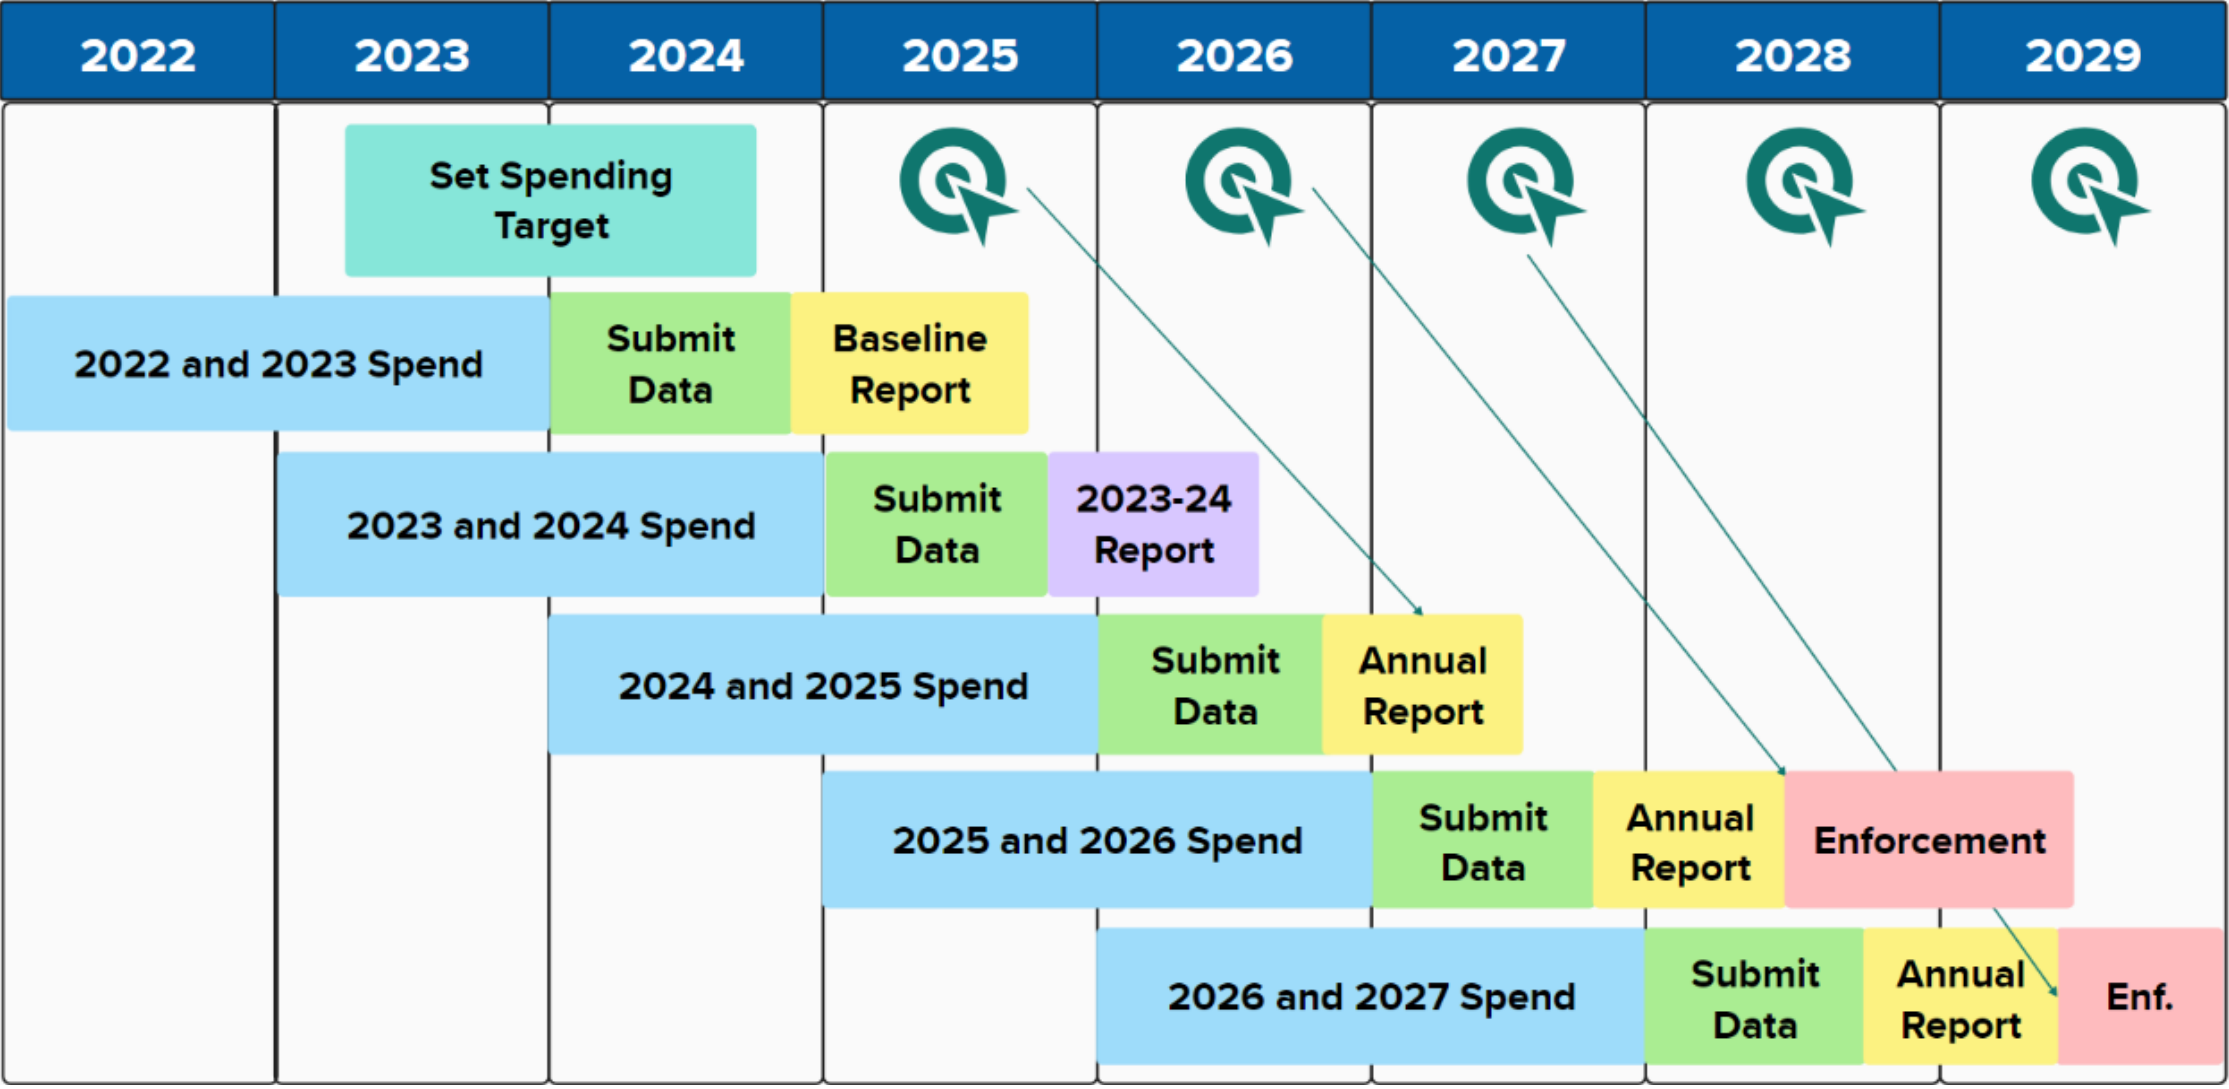 2022 2023 2024 2025 2026 2027 2028 2029
Set Spending
Target
2022 and 2023 Spend
Submit
Data
Baseline
Report
2023 and 2024 Spend
Submit
Data
2023-24
Report
2024 and 2025 Spend
Submit
Data
Annual
Report
2025 and 2026 Spend
Submit
Data
Annual
Report
Enforcement
2026 and 2027 Spend
Submit
Data
Annual
Report
Enf.